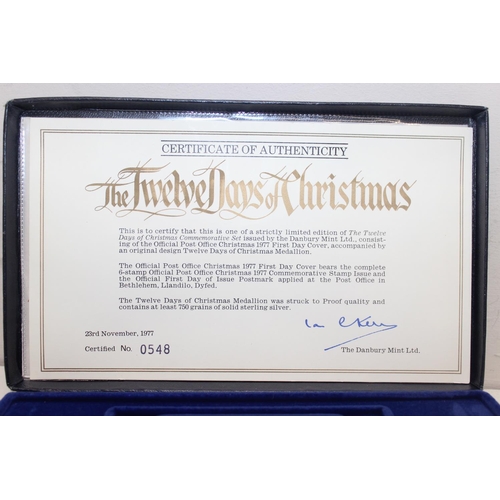 CERTIFICATE OF AUTHENTICITY
The Twelve Days of Christmas
This is to certify that this is one of a strictly limited edition of The Twelve
Days of Christmas Commemorative Set issued by the Danbury Mint Ltd., consist-
ing of the Official Post Office Christmas 1977 First Day Cover, accompanied by
an original design Twelve Days of Christmas Medallion.
The Official Post Office Christmas 1977 First Day Cover bears the complete
6-stamp Official Post Office Christmas 1977 Commemorative Stamp Issue and
the Official First Day of Issue Postmark applied at the Post Office in
Bethlehem, Llandilo, Dyfed.
The Twelve Days of Christmas Medallion was struck to Proof quality and
contains at least 750 grains of solid sterling silver.
23rd November, 1977
Certified No. 0548
The Danbury Mint Ltd.